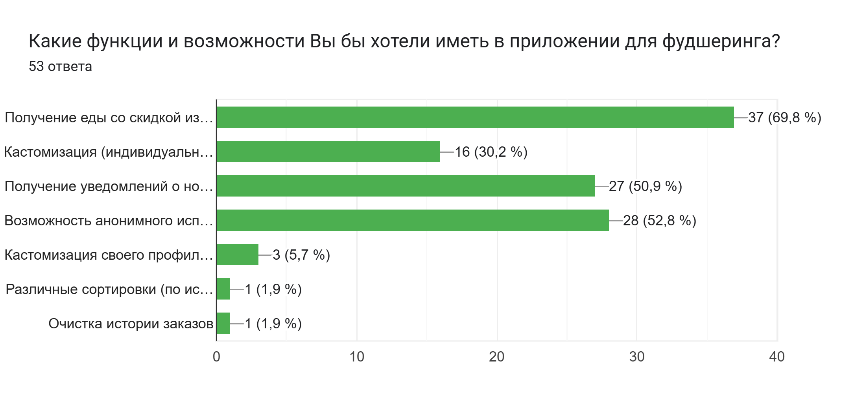 Какие функции и возможности Вы бы хотели иметь в приложении для фудшеринга?
53 ответа
Получение еды со скидкой из… 37 (69,8 %)
Кастомизация (индивидуальн… 16 (30,2 %)
Получение уведомлений о но… 27 (50,9 %)
Возможность анонимного исп… 28 (52,8 %)
Кастомизация своего профил… 3 (5,7 %)
Различные сортировки (по ис… 1 (1,9 %)
Очистка истории заказов 1 (1,9 %)
0 10 20 30 40